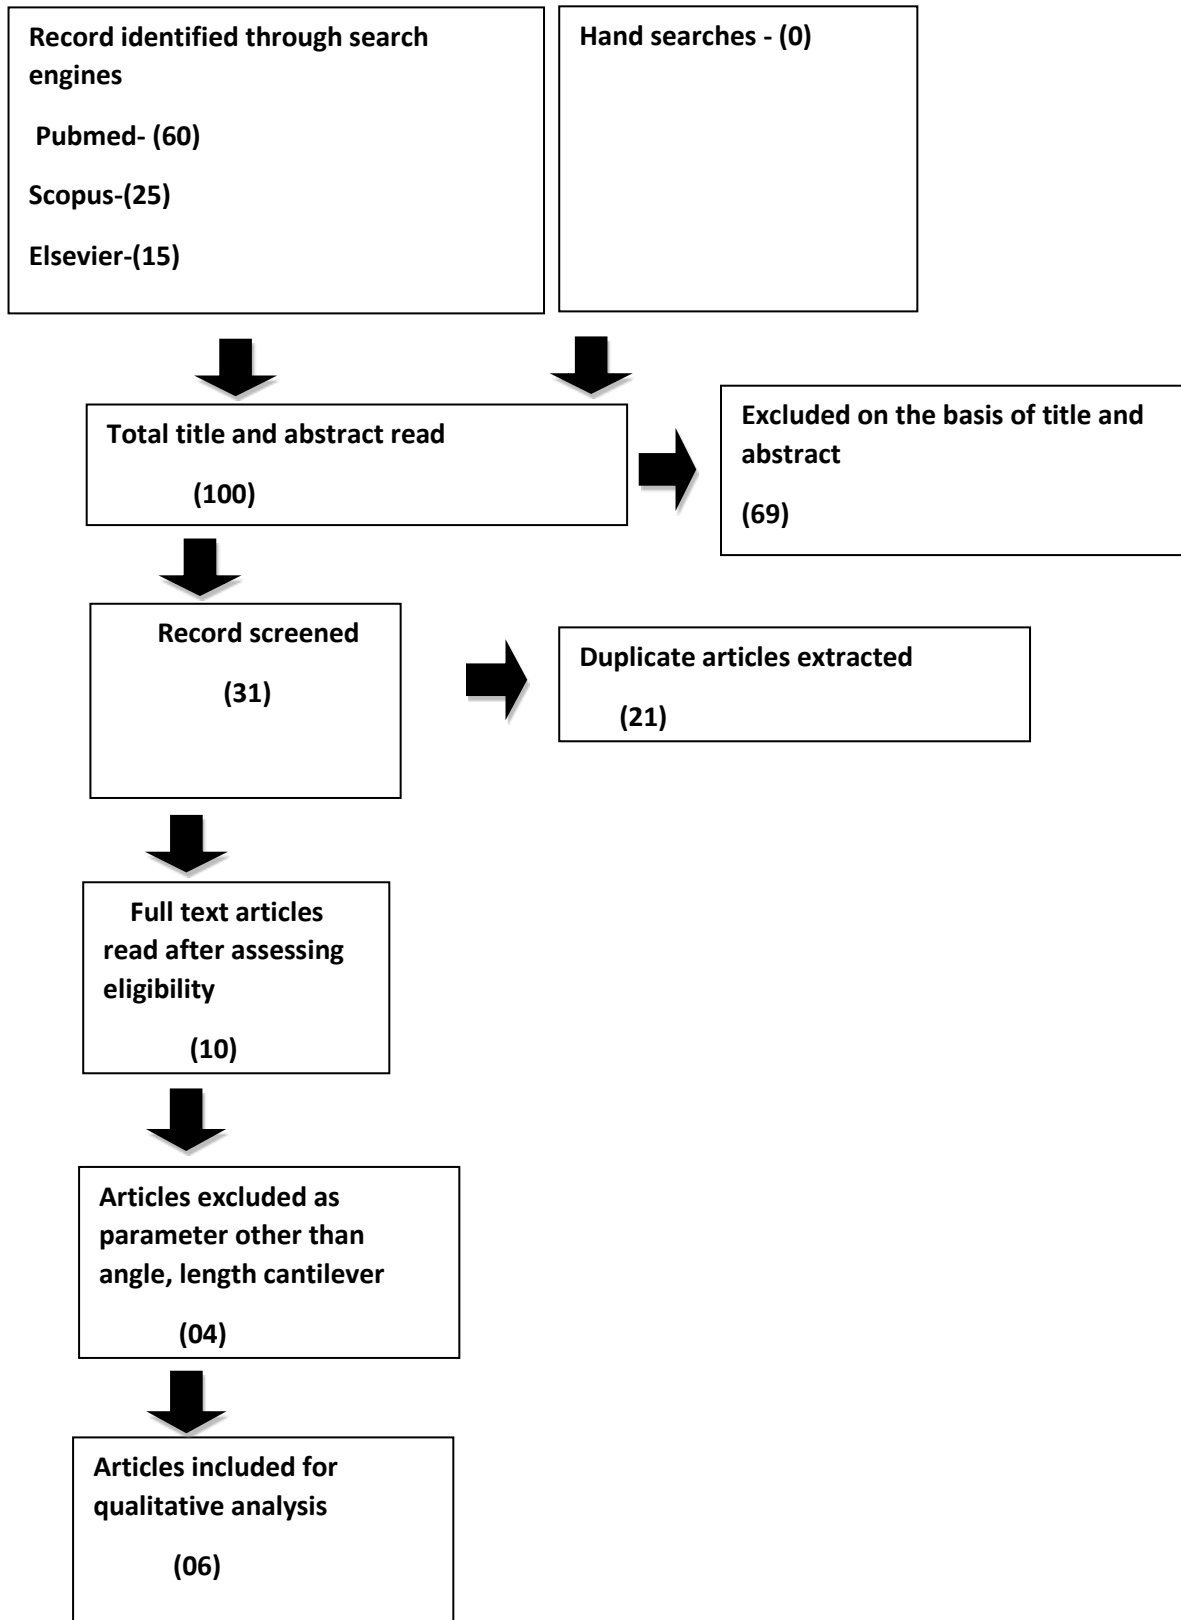 Record identified through search
engines
Pubmed- (60)
Scopus-(25)
Elsevier-(15)
Hand searches - (0)
Total title and abstract read
(100)
Excluded on the basis of title and
abstract
(69)
Record screened
(31)
Duplicate articles extracted
(21)
Full text articles
read after assessing
eligibility
(10)
Articles excluded as
parameter other than
angle, length cantilever
(04)
Articles included for
qualitative analysis
(06)